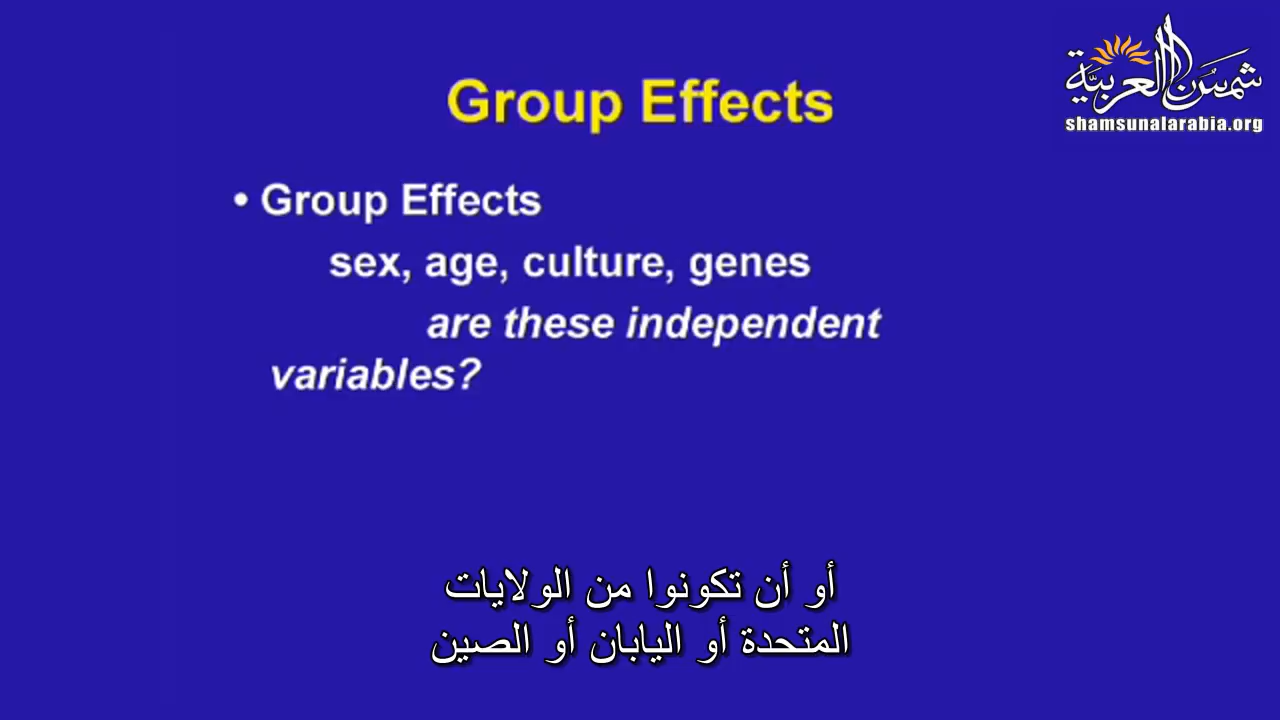 شمس العربية
shamsunalarabia.org
Group Effects
• Group Effects
sex, age, culture, genes
are these independent
variables?
أو أن تكونوا من الولايات
المتحدة أو اليابان أو الصين